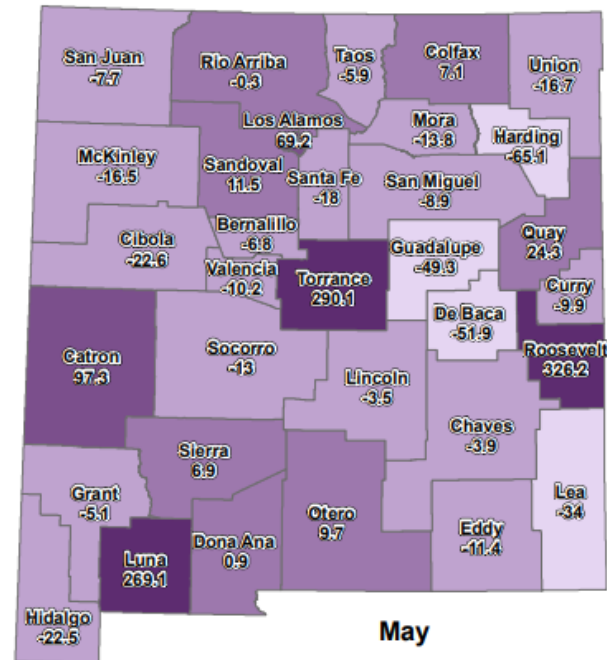 San Juan
-7.7
Rio Arriba
-0.3
Taos
-5.9
Colfax
7.1
Union
-16.7
Los Alamos
69.2
Mora
-13.8
Harding
-65.1
McKinley
-16.5
Sandoval
11.5
Santa Fe
-18
San Miguel
-8.9
Bernalillo
-6.8
Quay
24.3
Cibola
-22.6
Guadalupe
-49.3
Valencia
-10.2
Torrance
290.1
Curry
-9.9
De Baca
-51.9
Roosevelt
326.2
Catron
97.3
Socorro
-13
Lincoln
-3.5
Chaves
-3.9
Sierra
6.9
Grant
-5.1
Lea
-34
Otero
9.7
Eddy
-11.4
Dona Ana
0.9
Luna
269.1
Hidalgo
-22.5
May